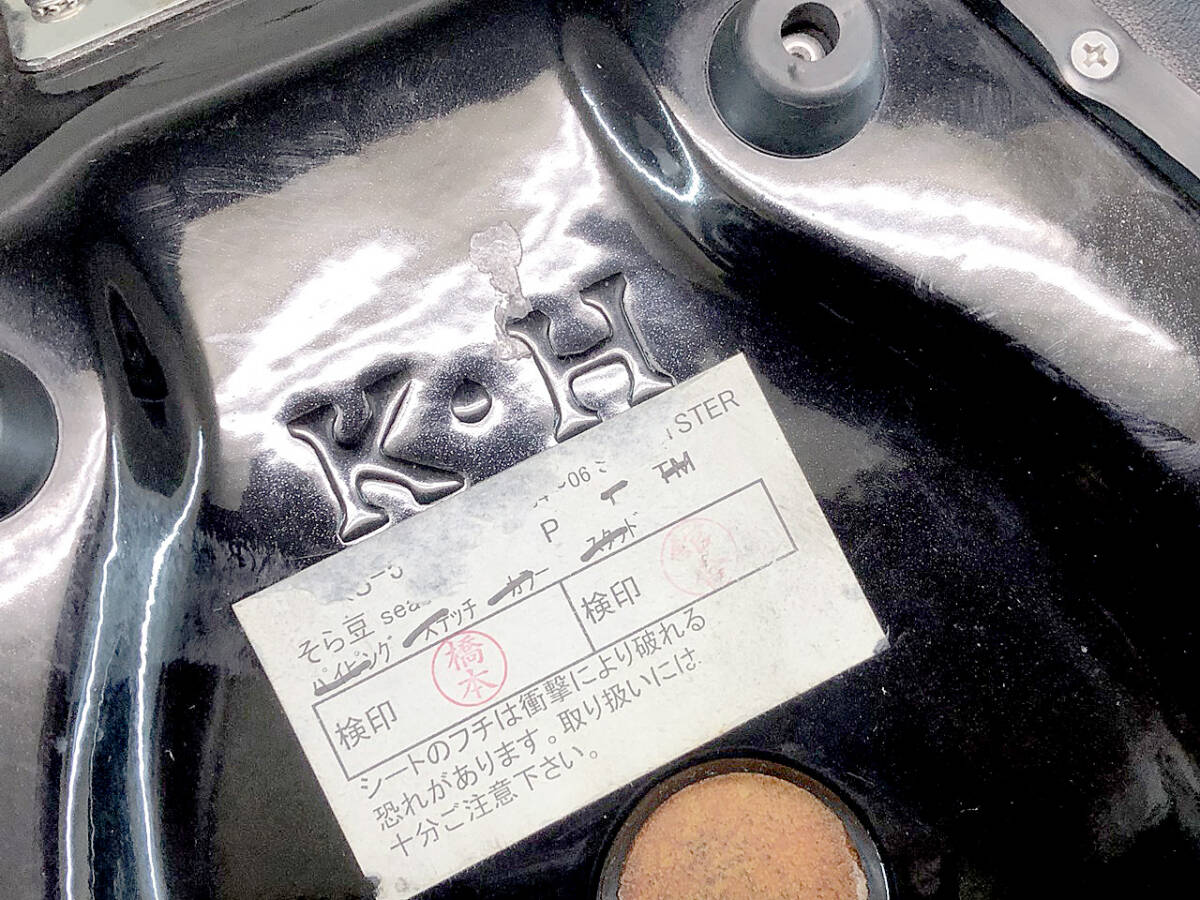 K・H
06
STER
P
そら豆 sea
パイピング ステッチ カラー スタッド
検印 橋本 検印
シートのフチは衝撃により破れる
恐れがあります。取り扱いには
十分ご注意下さい。